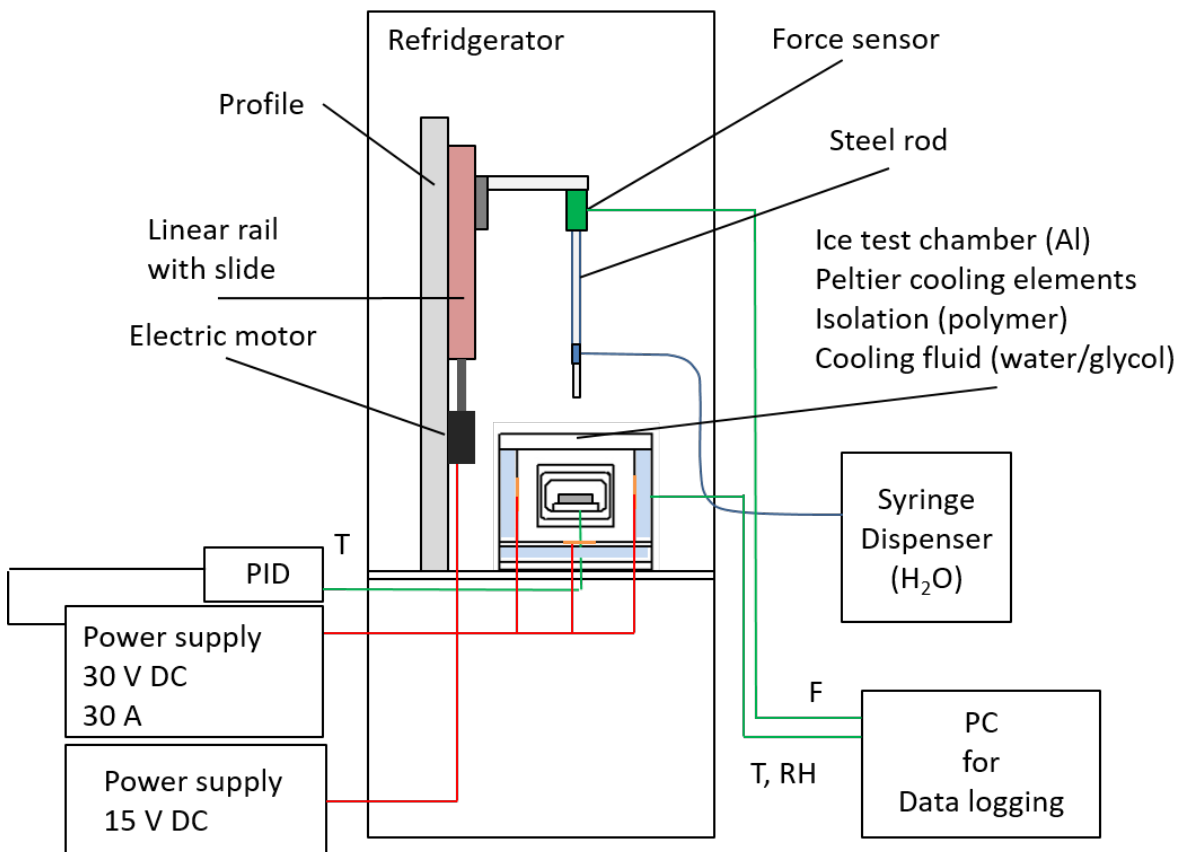 Refridgerator
Force sensor
Profile
Steel rod
Linear rail
with slide
Ice test chamber (Al)
Peltier cooling elements
Isolation (polymer)
Cooling fluid (water/glycol)
Electric motor
Syringe
Dispenser
(H₂O)
T
PID
Power supply
30 V DC
30 A
F
PC
for
Data logging
T, RH
Power supply
15 V DC